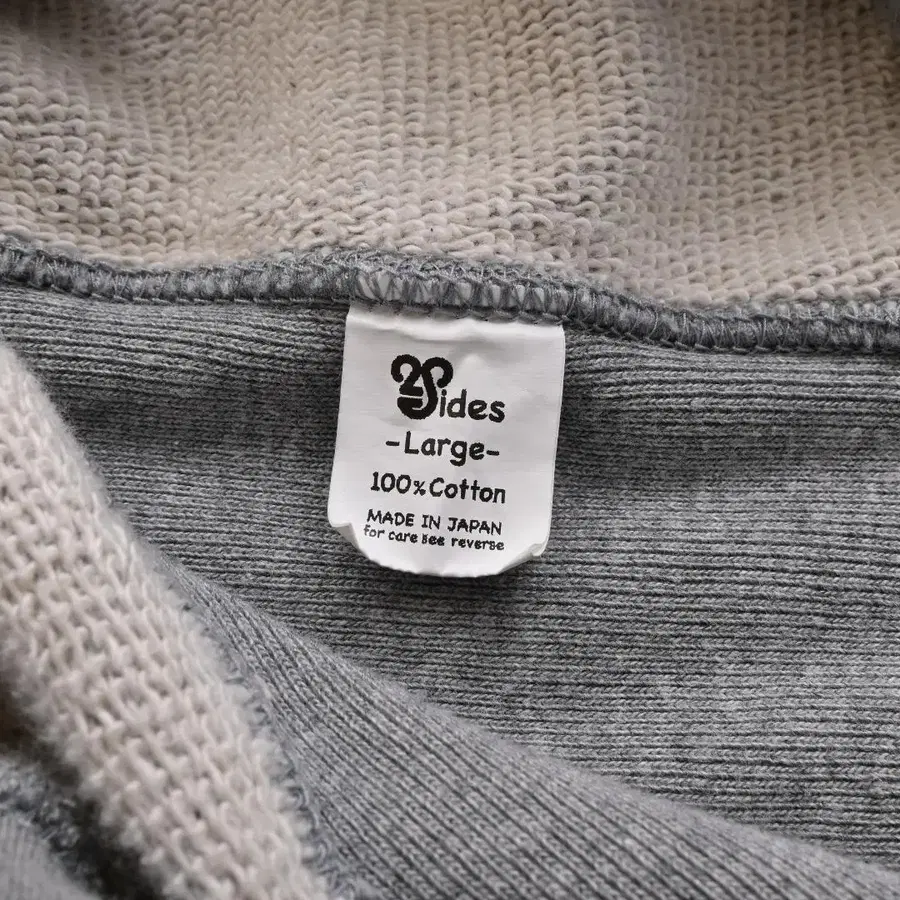 2Sides
-Large-
100% Cotton
MADE IN JAPAN
for care see reverse